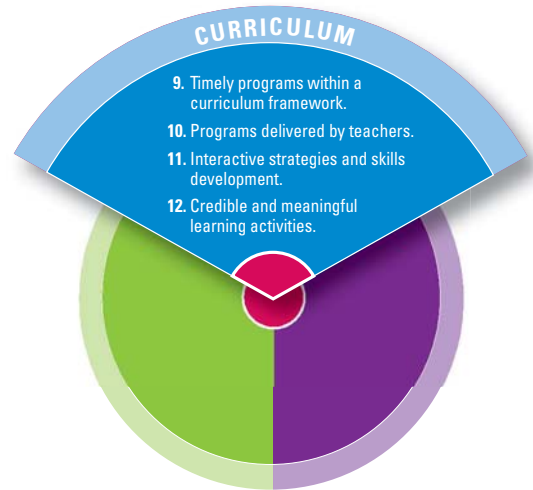 CURRICULUM
9. Timely programs within a
curriculum framework.
10. Programs delivered by teachers.
11. Interactive strategies and skills
development.
12. Credible and meaningful
learning activities.